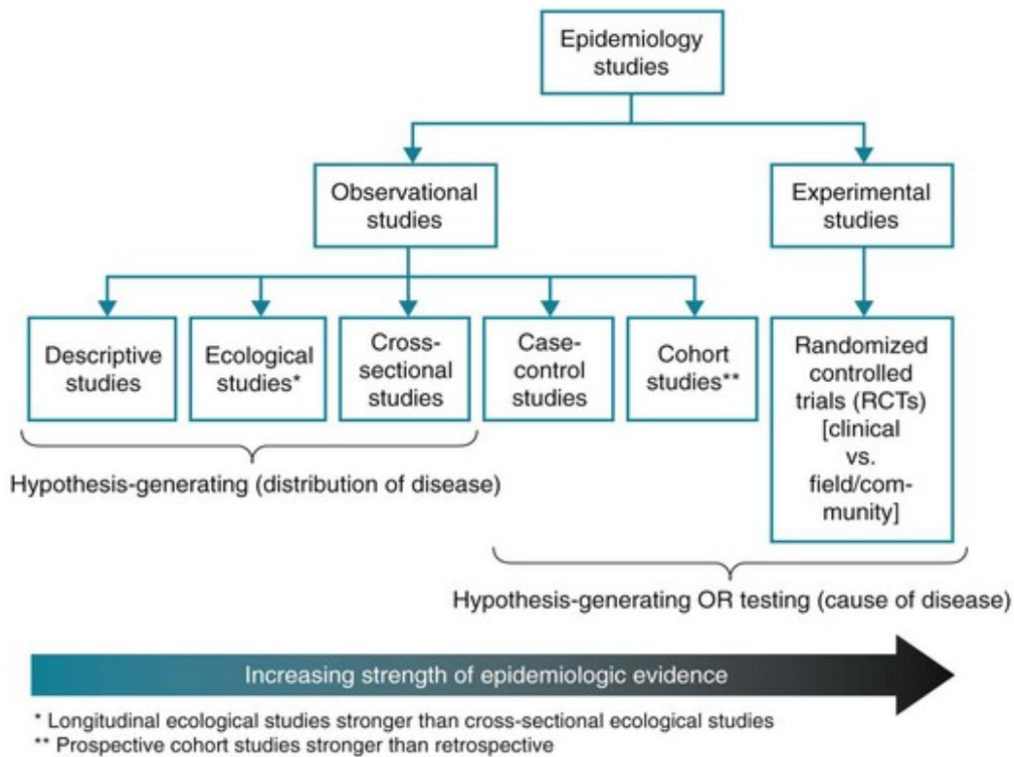 Epidemiology
studies
Observational
studies
Experimental
studies
Descriptive
studies
Ecological
studies*
Cross-
sectional
studies
Case-
control
studies
Cohort
studies**
Randomized
controlled
trials (RCTs)
[clinical
vs.
field/com-
munity]
Hypothesis-generating (distribution of disease)
Hypothesis-generating OR testing (cause of disease)
Increasing strength of epidemiologic evidence
* Longitudinal ecological studies stronger than cross-sectional ecological studies
** Prospective cohort studies stronger than retrospective